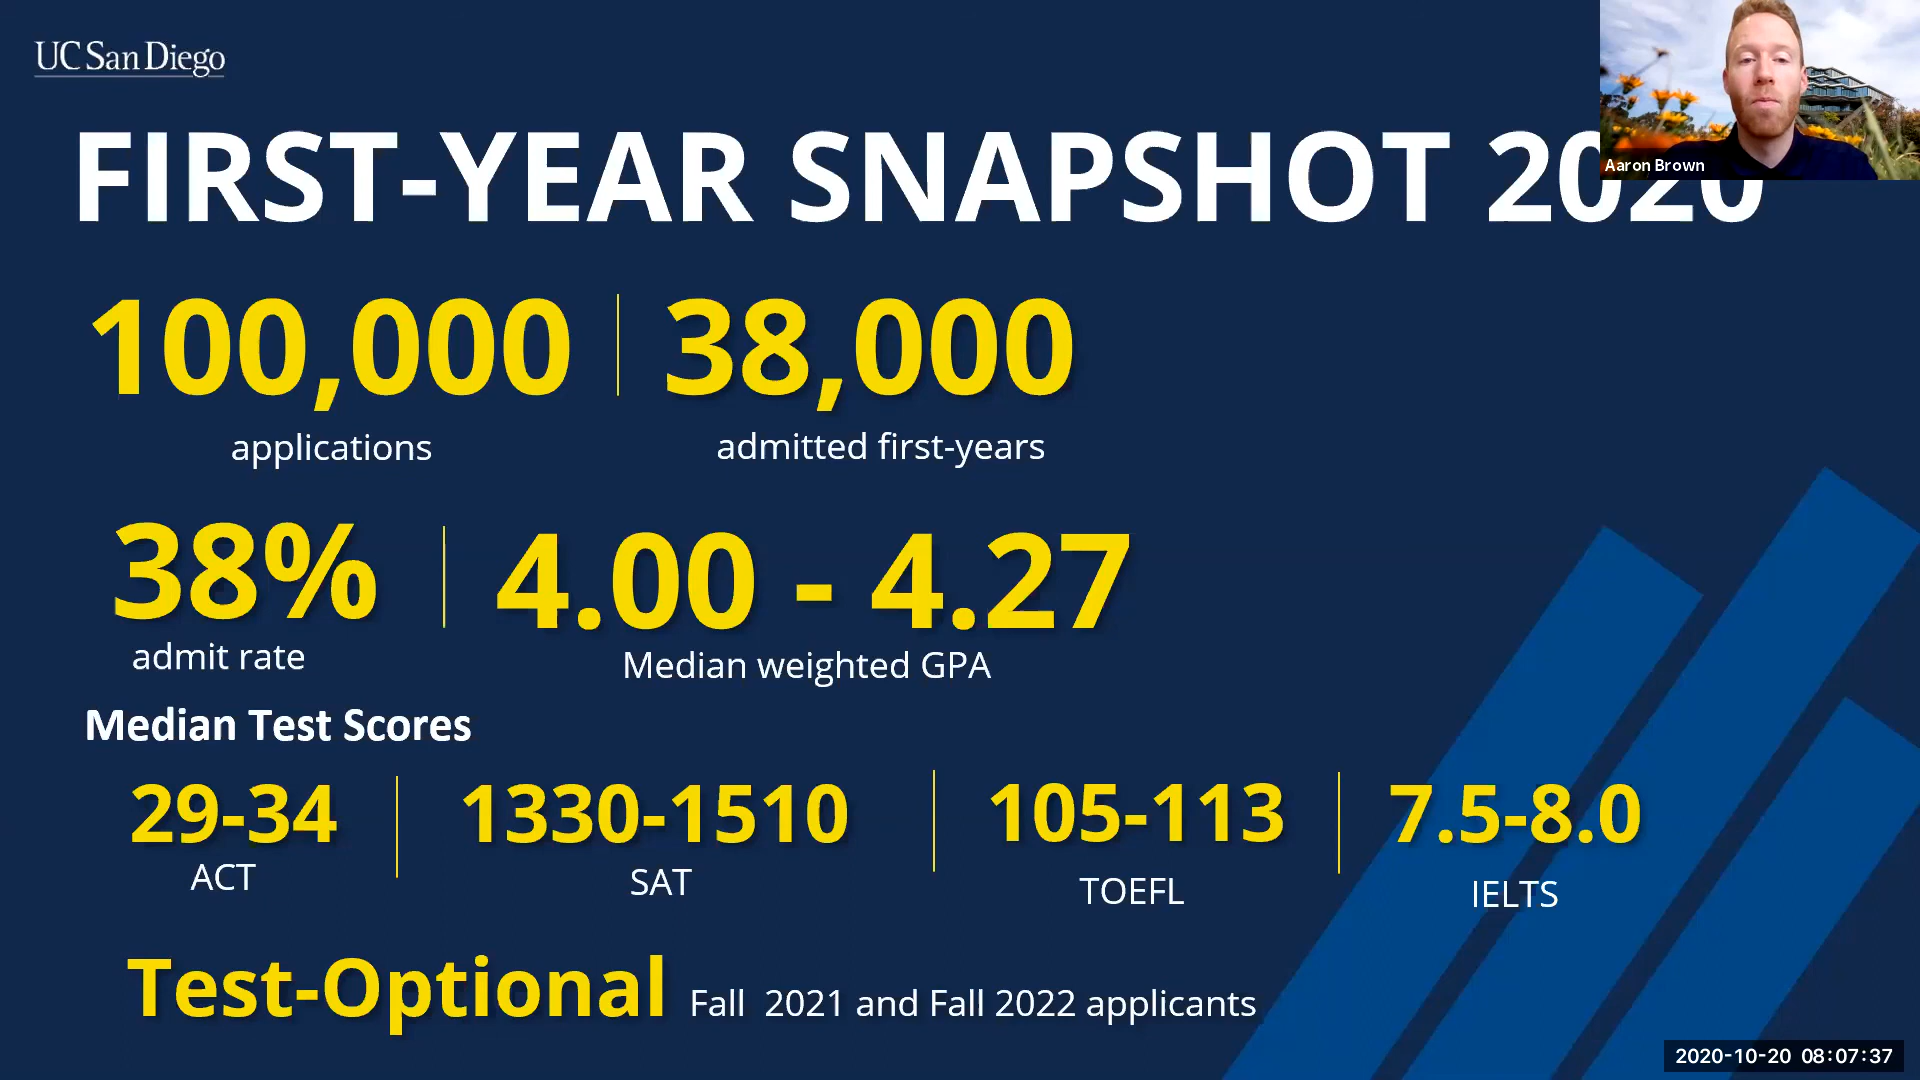 UC San Diego
FIRST-YEAR SNAPSHOT 2020
Aaron Brown
100,000
applications
38,000
admitted first-years
38%
admit rate
4.00 - 4.27
Median weighted GPA
Median Test Scores
29-34
ACT
1330-1510
SAT
105-113
TOEFL
7.5-8.0
IELTS
Test-Optional Fall 2021 and Fall 2022 applicants
2020-10-20 08:07:37